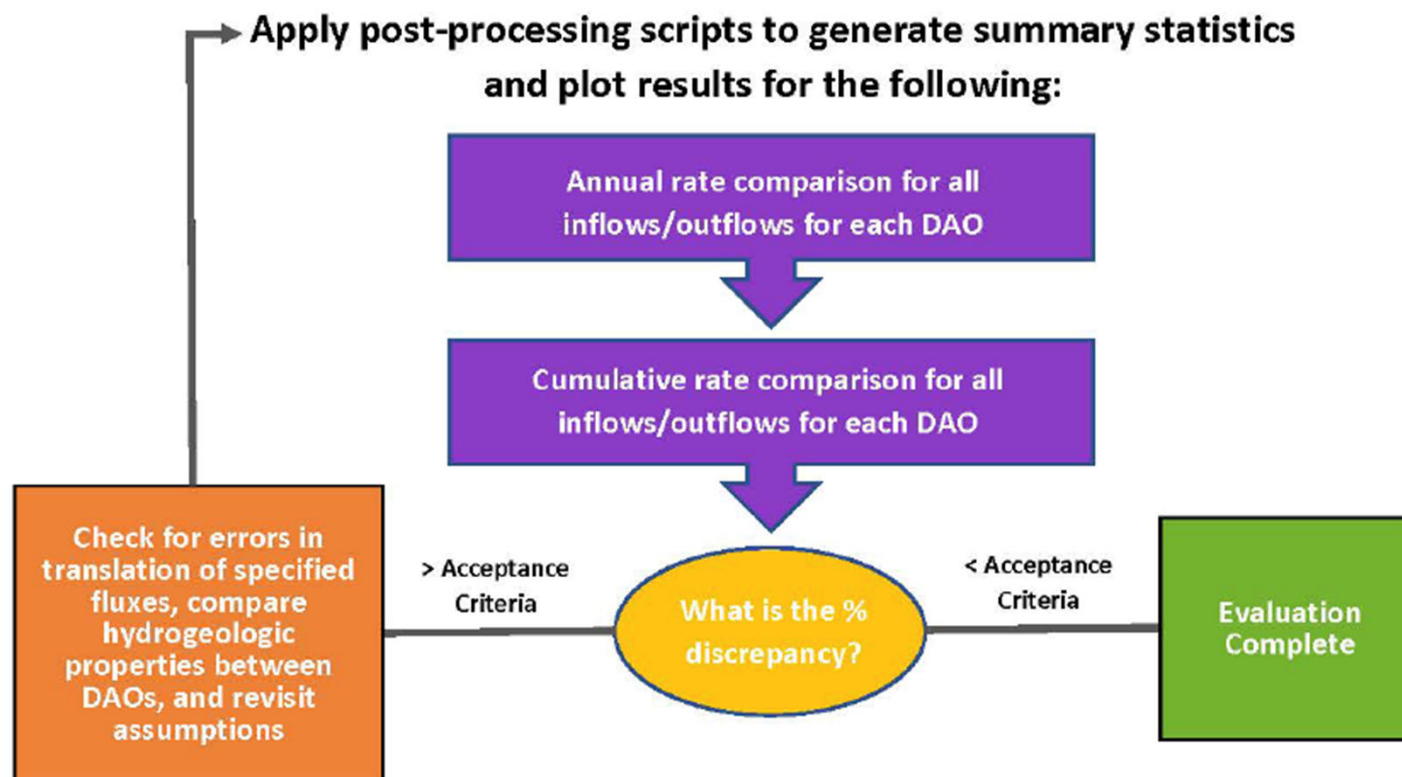 Apply post-processing scripts to generate summary statistics
and plot results for the following:
Annual rate comparison for all
inflows/outflows for each DAO
Cumulative rate comparison for all
inflows/outflows for each DAO
Check for errors in
translation of specified
fluxes, compare
hydrogeologic
properties between
DAOs, and revisit
assumptions
> Acceptance
Criteria
What is the %
discrepancy?
< Acceptance
Criteria
Evaluation
Complete